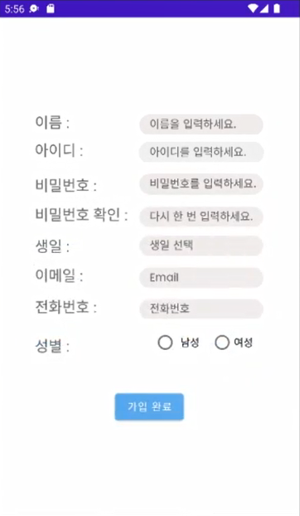 5:56
이름 : 이름을 입력하세요.
아이디 : 아이디를 입력하세요.
비밀번호 : 비밀번호를 입력하세요.
비밀번호 확인 : 다시 한 번 입력하세요.
생일 : 생일 선택
이메일 : Email
전화번호 : 전화번호
성별 : 남성 여성
가입 완료